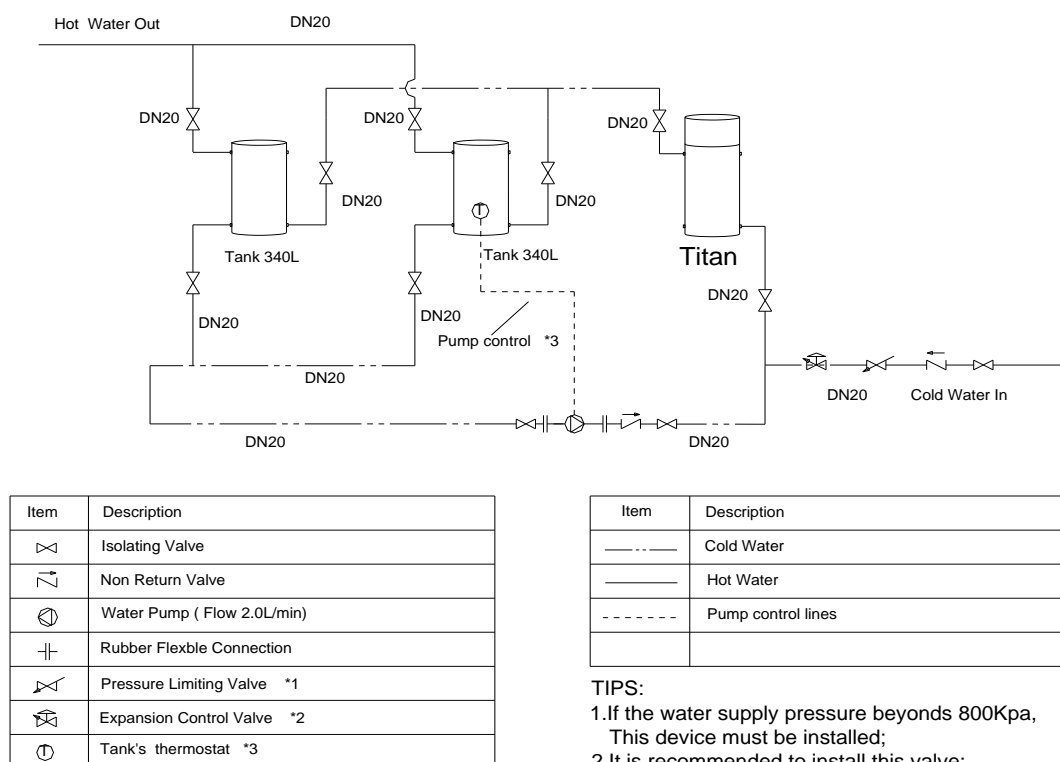 Hot Water Out
DN20
DN20
DN20
DN20
DN20
DN20
Tank 340L
Tank 340L
Titan
DN20
DN20
DN20
Pump control *3
DN20
DN20
Cold Water In
DN20
DN20
Item Description
Isolating Valve
Non Return Valve
Water Pump ( Flow 2.0L/min)
Rubber Flexble Connection
Pressure Limiting Valve *1
Expansion Control Valve *2
T
Tank's thermostat *3
Item Description
Cold Water
Hot Water
Pump control lines
TIPS:
1.If the water supply pressure beyonds 800Kpa,
This device must be installed;
2.It is recommended to install this valve;